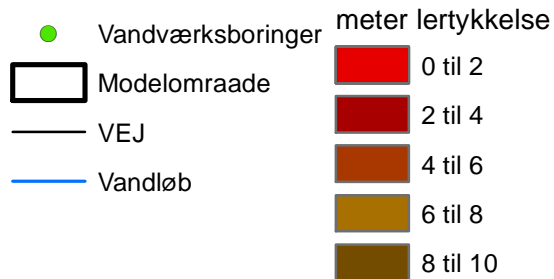 Vandværksboringer
Modelomraade
VEJ
Vandløb
meter lertykkelse
0 til 2
2 til 4
4 til 6
6 til 8
8 til 10